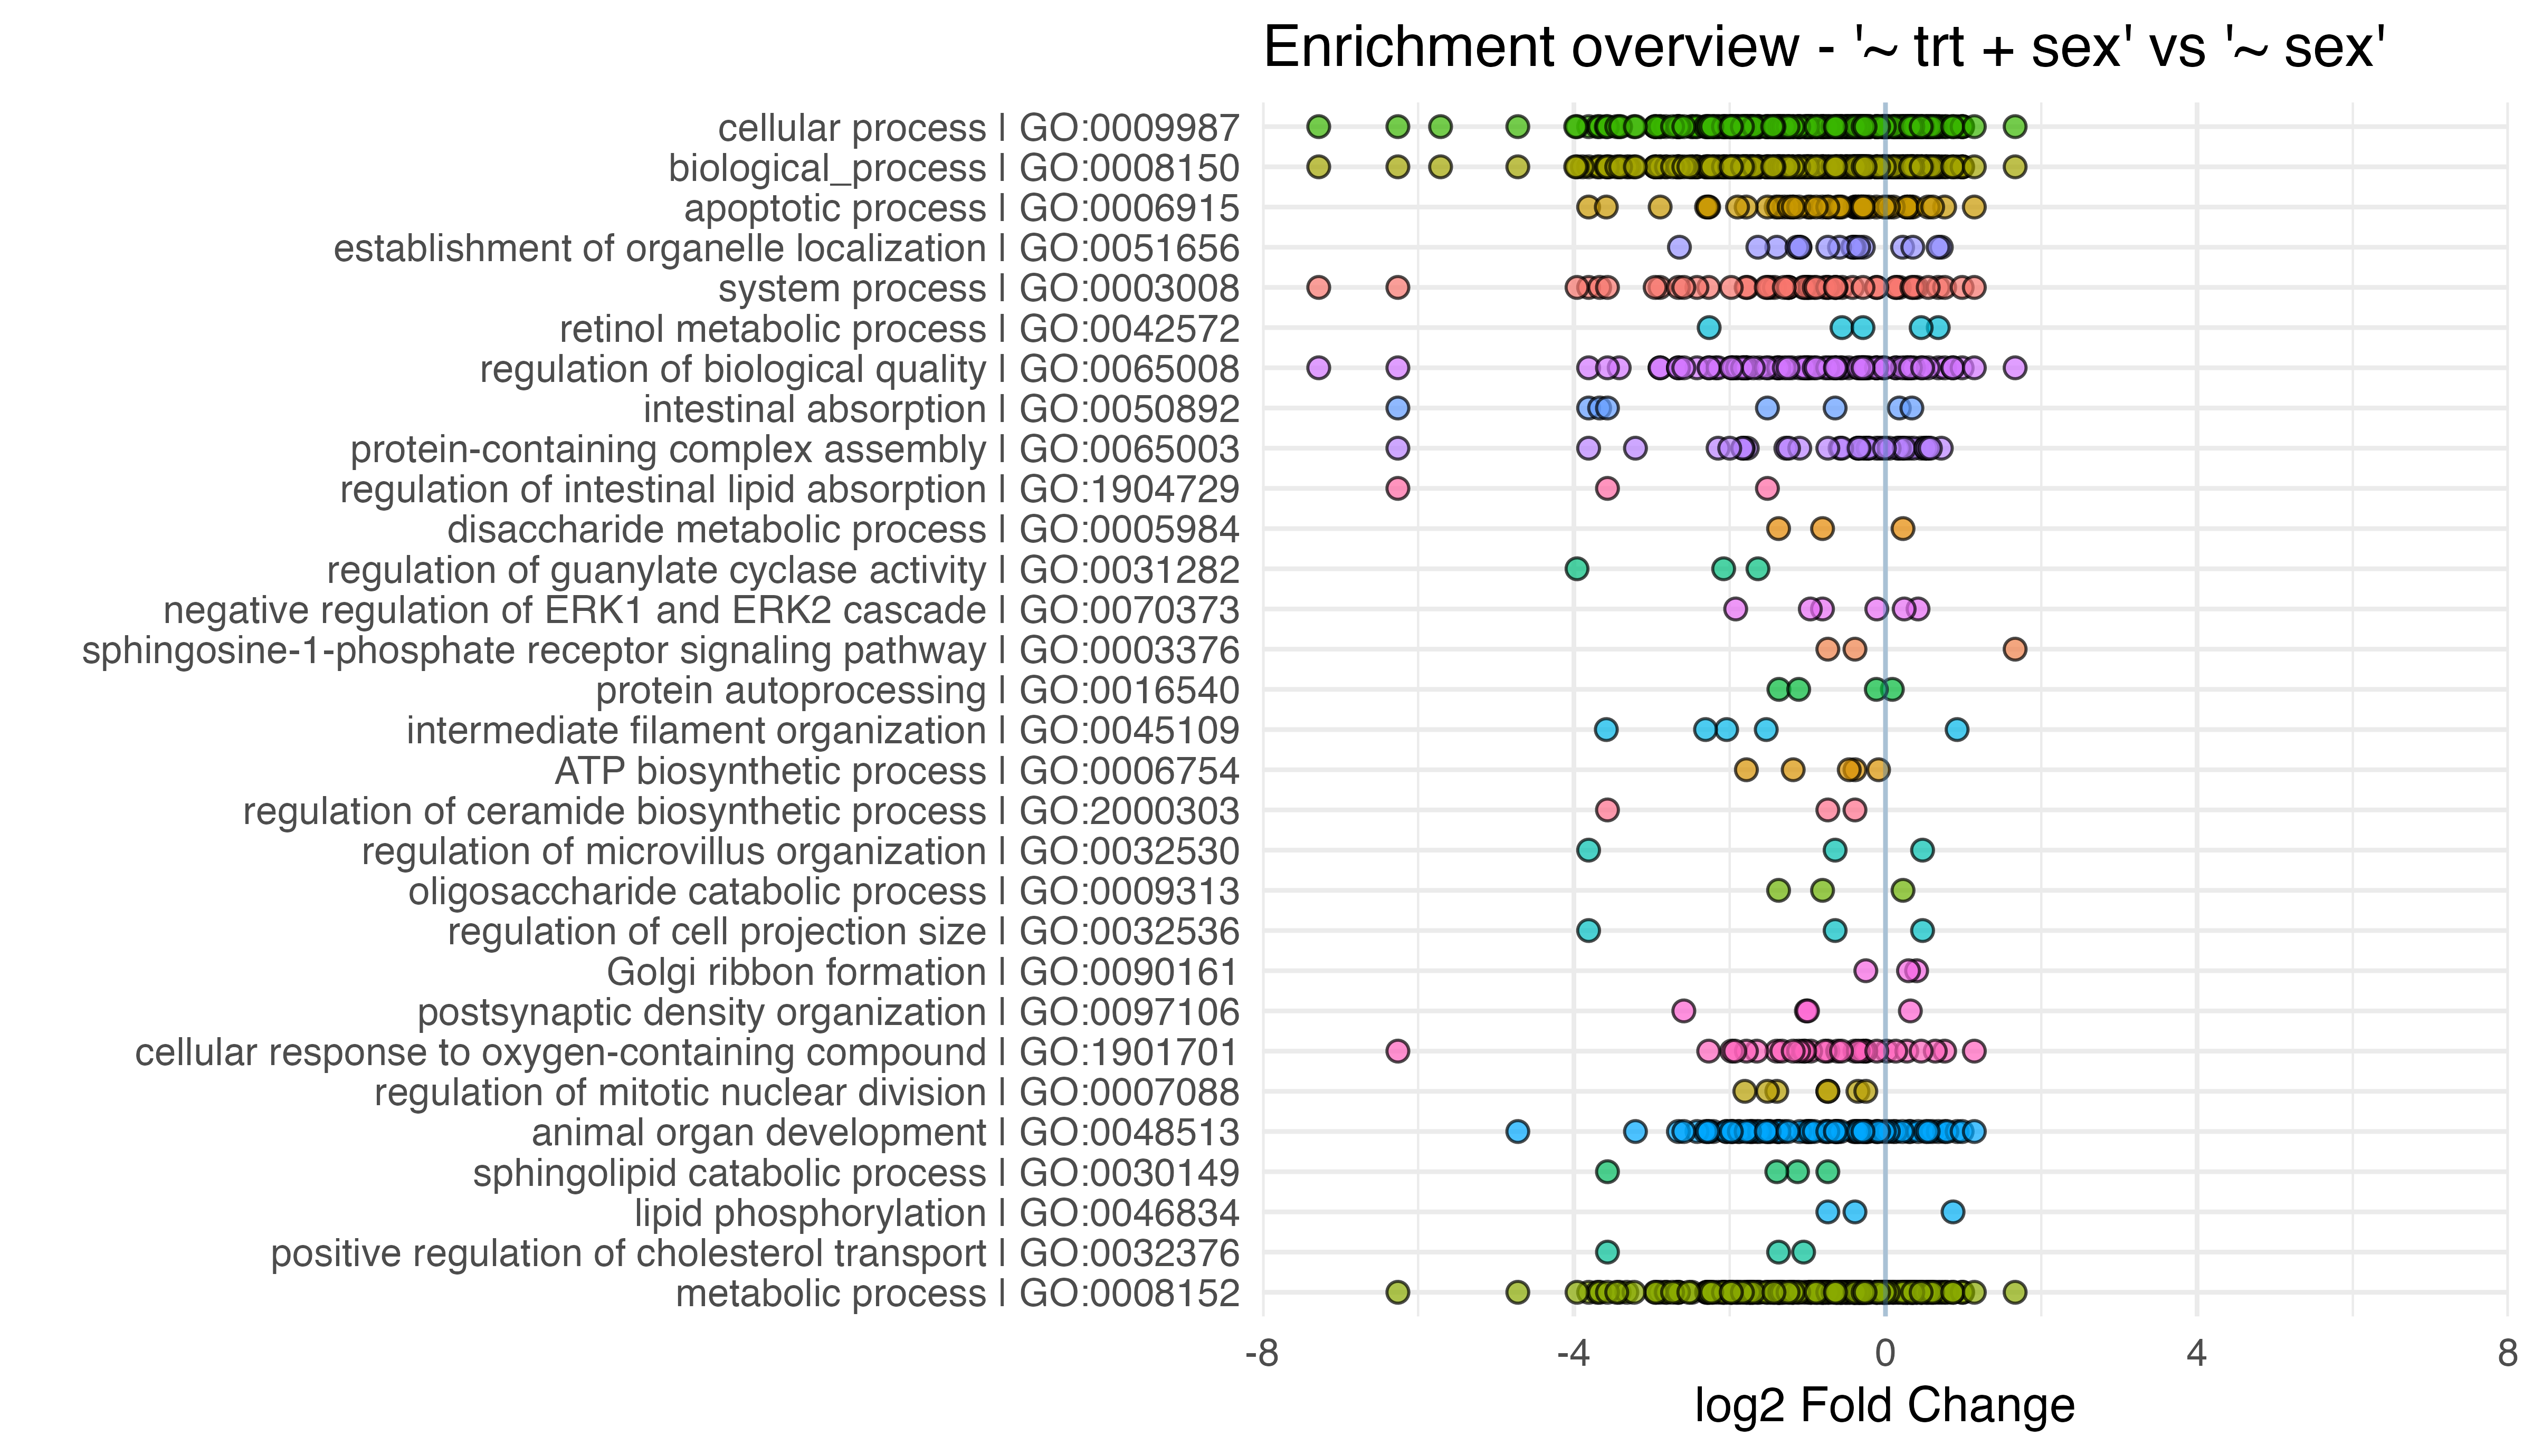 Enrichment overview - '~ trt + sex' vs '~ sex'
cellular process | GO:0009987
biological_process | GO:0008150
apoptotic process | GO:0006915
establishment of organelle localization | GO:0051656
system process | GO:0003008
retinol metabolic process | GO:0042572
regulation of biological quality | GO:0065008
intestinal absorption | GO:0050892
protein-containing complex assembly | GO:0065003
regulation of intestinal lipid absorption | GO:1904729
disaccharide metabolic process | GO:0005984
regulation of guanylate cyclase activity | GO:0031282
negative regulation of ERK1 and ERK2 cascade | GO:0070373
sphingosine-1-phosphate receptor signaling pathway | GO:0003376
protein autoprocessing | GO:0016540
intermediate filament organization | GO:0045109
ATP biosynthetic process | GO:0006754
regulation of ceramide biosynthetic process | GO:2000303
regulation of microvillus organization | GO:0032530
oligosaccharide catabolic process | GO:0009313
regulation of cell projection size | GO:0032536
Golgi ribbon formation | GO:0090161
postsynaptic density organization | GO:0097106
cellular response to oxygen-containing compound | GO:1901701
regulation of mitotic nuclear division | GO:0007088
animal organ development | GO:0048513
sphingolipid catabolic process | GO:0030149
lipid phosphorylation | GO:0046834
positive regulation of cholesterol transport | GO:0032376
metabolic process | GO:0008152
-8 -4 0 4 8
log2 Fold Change